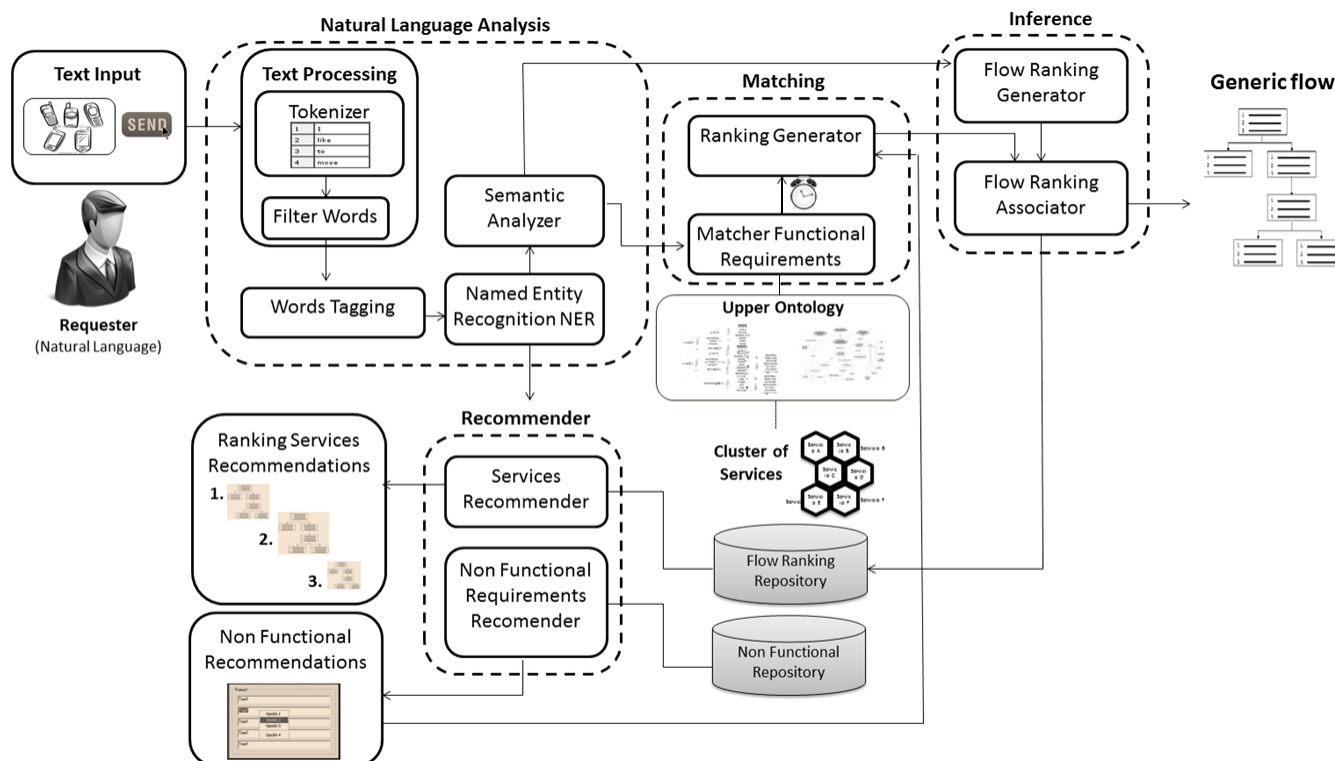 Natural Language Analysis
Inference
Text Input
SEND
Text Processing
Tokenizer
1 I
2 like
3 to
4 move
Filter Words
Words Tagging
Semantic
Analyzer
Named Entity
Recognition NER
Requester
(Natural Language)
Matching
Ranking Generator
Matcher Functional
Requirements
Flow Ranking
Generator
Flow Ranking
Associator
Generic flow
1.
2.
3.
Upper Ontology
Cluster of
Services
Recommender
Services
Recommender
Non Functional
Requirements
Recomender
Ranking Services
Recommendations
1.
2.
3.
Flow Ranking
Repository
Non Functional
Repository
Non Functional
Recommendations